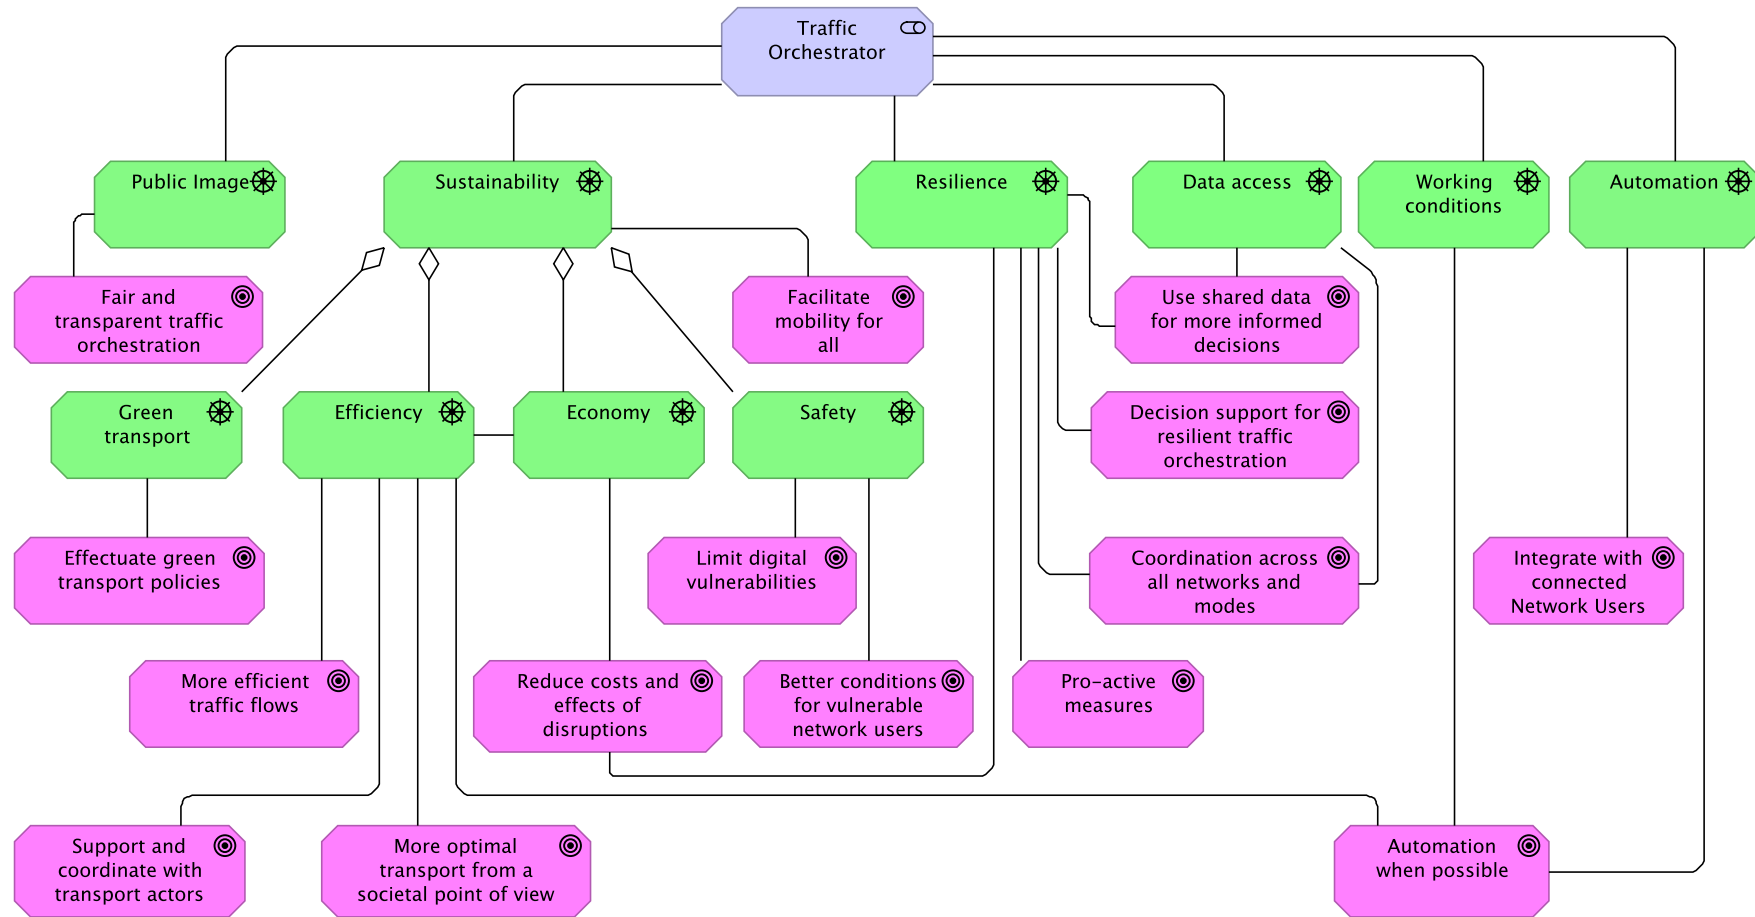 Traffic
Orchestrator
Public Image
Sustainability
Resilience
Data access
Working
conditions
Automation
Fair and
transparent traffic
orchestration
Facilitate
mobility for
all
Use shared data
for more informed
decisions
Green
transport
Efficiency
Economy
Safety
Decision support for
resilient traffic
orchestration
Effectuate green
transport policies
Limit digital
vulnerabilities
Coordination across
all networks and
modes
Integrate with
connected
Network Users
More efficient
traffic flows
Reduce costs and
effects of
disruptions
Better conditions
for vulnerable
network users
Pro-active
measures
Support and
coordinate with
transport actors
More optimal
transport from a
societal point of view
Automation
when possible